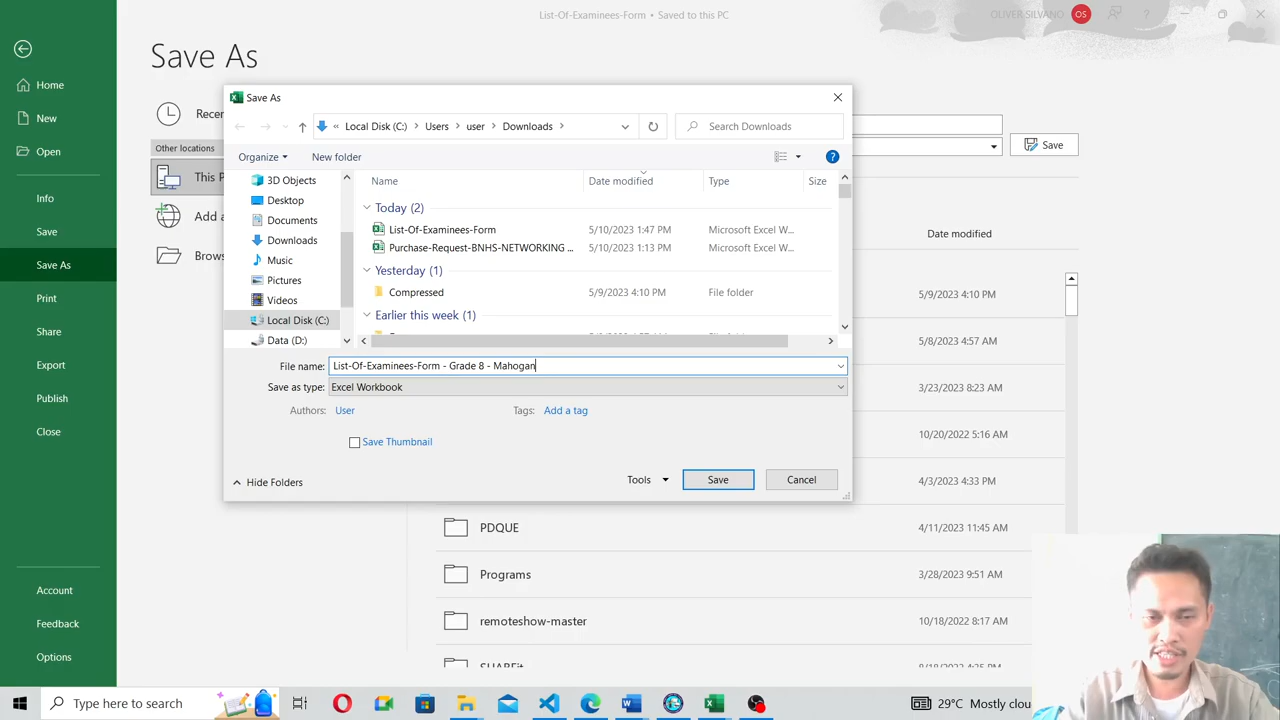 List-Of-Examinees-Form • Saved to this PC
OLIVER SILVANO
OS
?
Save As
Home
New
Open
Info
Save
Save As
Print
Share
Export
Publish
Close
Account
Feedback
Options
Recen
Other locations
This P
Add a
Brows
Save
Date modified
5/9/2023 4:10 PM
5/8/2023 4:57 AM
3/23/2023 8:23 AM
10/20/2022 5:16 AM
4/3/2023 4:33 PM
PDQUE
4/11/2023 11:45 AM
Programs
3/28/2023 9:51 AM
remoteshow-master
10/18/2022 8:17 AM
Save As
« Local Disk (C:) > Users > user > Downloads >
Search Downloads
Organize
New folder
?
3D Objects
Desktop
Documents
Downloads
Music
Pictures
Videos
Local Disk (C:)
Data (D:)
Name
Date modified
Type
Size
Today (2)
List-Of-Examinees-Form
5/10/2023 1:47 PM
Microsoft Excel W...
Purchase-Request-BNHS-NETWORKING ...
5/10/2023 1:13 PM
Microsoft Excel W...
Yesterday (1)
Compressed
5/9/2023 4:10 PM
File folder
Earlier this week (1)
File name:
List-Of-Examinees-Form - Grade 8 - Mahogan
Save as type:
Excel Workbook
Authors:
User
Tags:
Add a tag
Save Thumbnail
Hide Folders
Tools
Save
Cancel
Type here to search
29°C Mostly clou